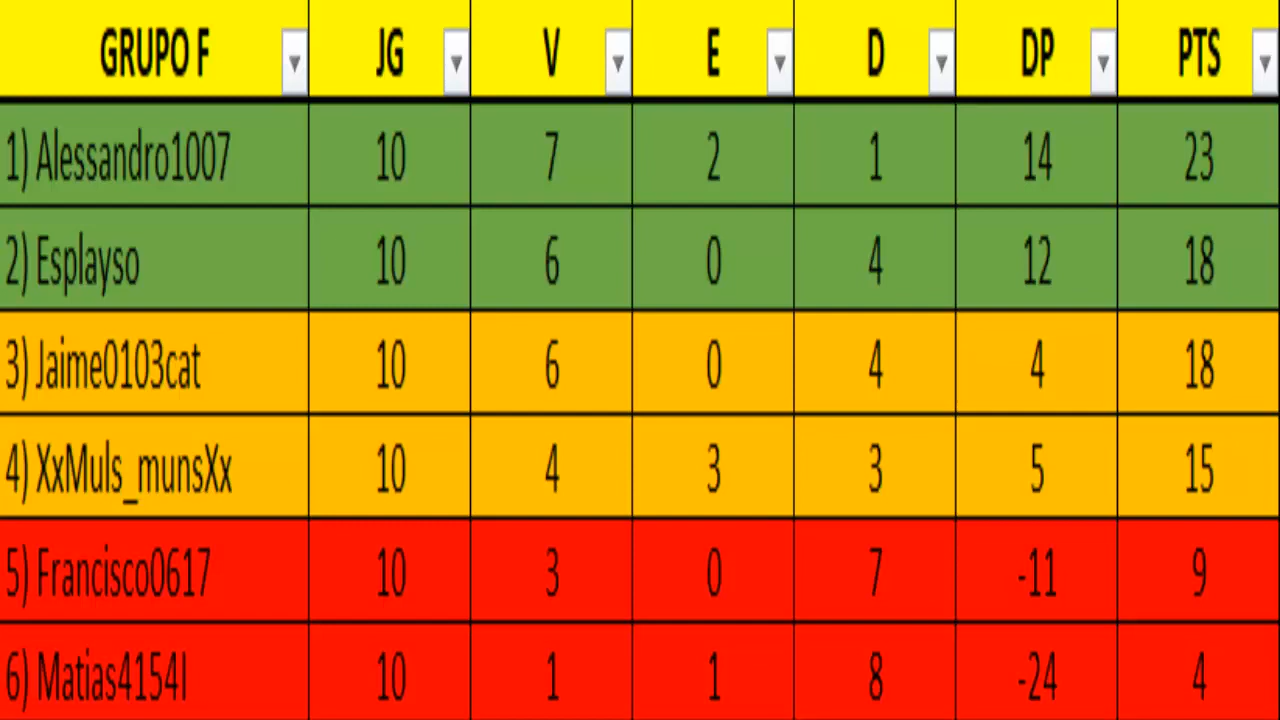 GRUPO F JG V E D DP PTS
1) Alessandro1007 10 7 2 1 14 23
2) Esplayso 10 6 0 4 12 18
3) Jaime0103cat 10 6 0 4 4 18
4) XxMuls_munsXx 10 4 3 3 5 15
5) Francisco0617 10 3 0 7 -11 9
6) Matias4154l 10 1 1 8 -24 4